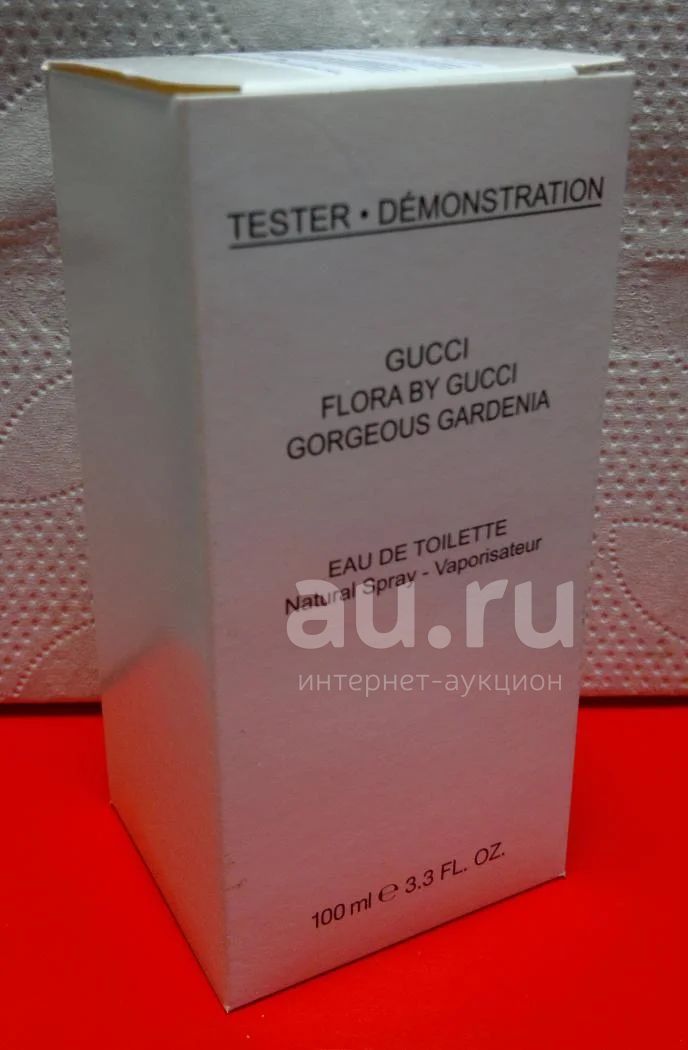 TESTER • DÉMONSTRATION
GUCCI
FLORA BY GUCCI
GORGEOUS GARDENIA
EAU DE TOILETTE
Natural Spray - Vaporisateur
au.ru
интернет-аукцион
100 ml ℮ 3.3 FL. OZ.